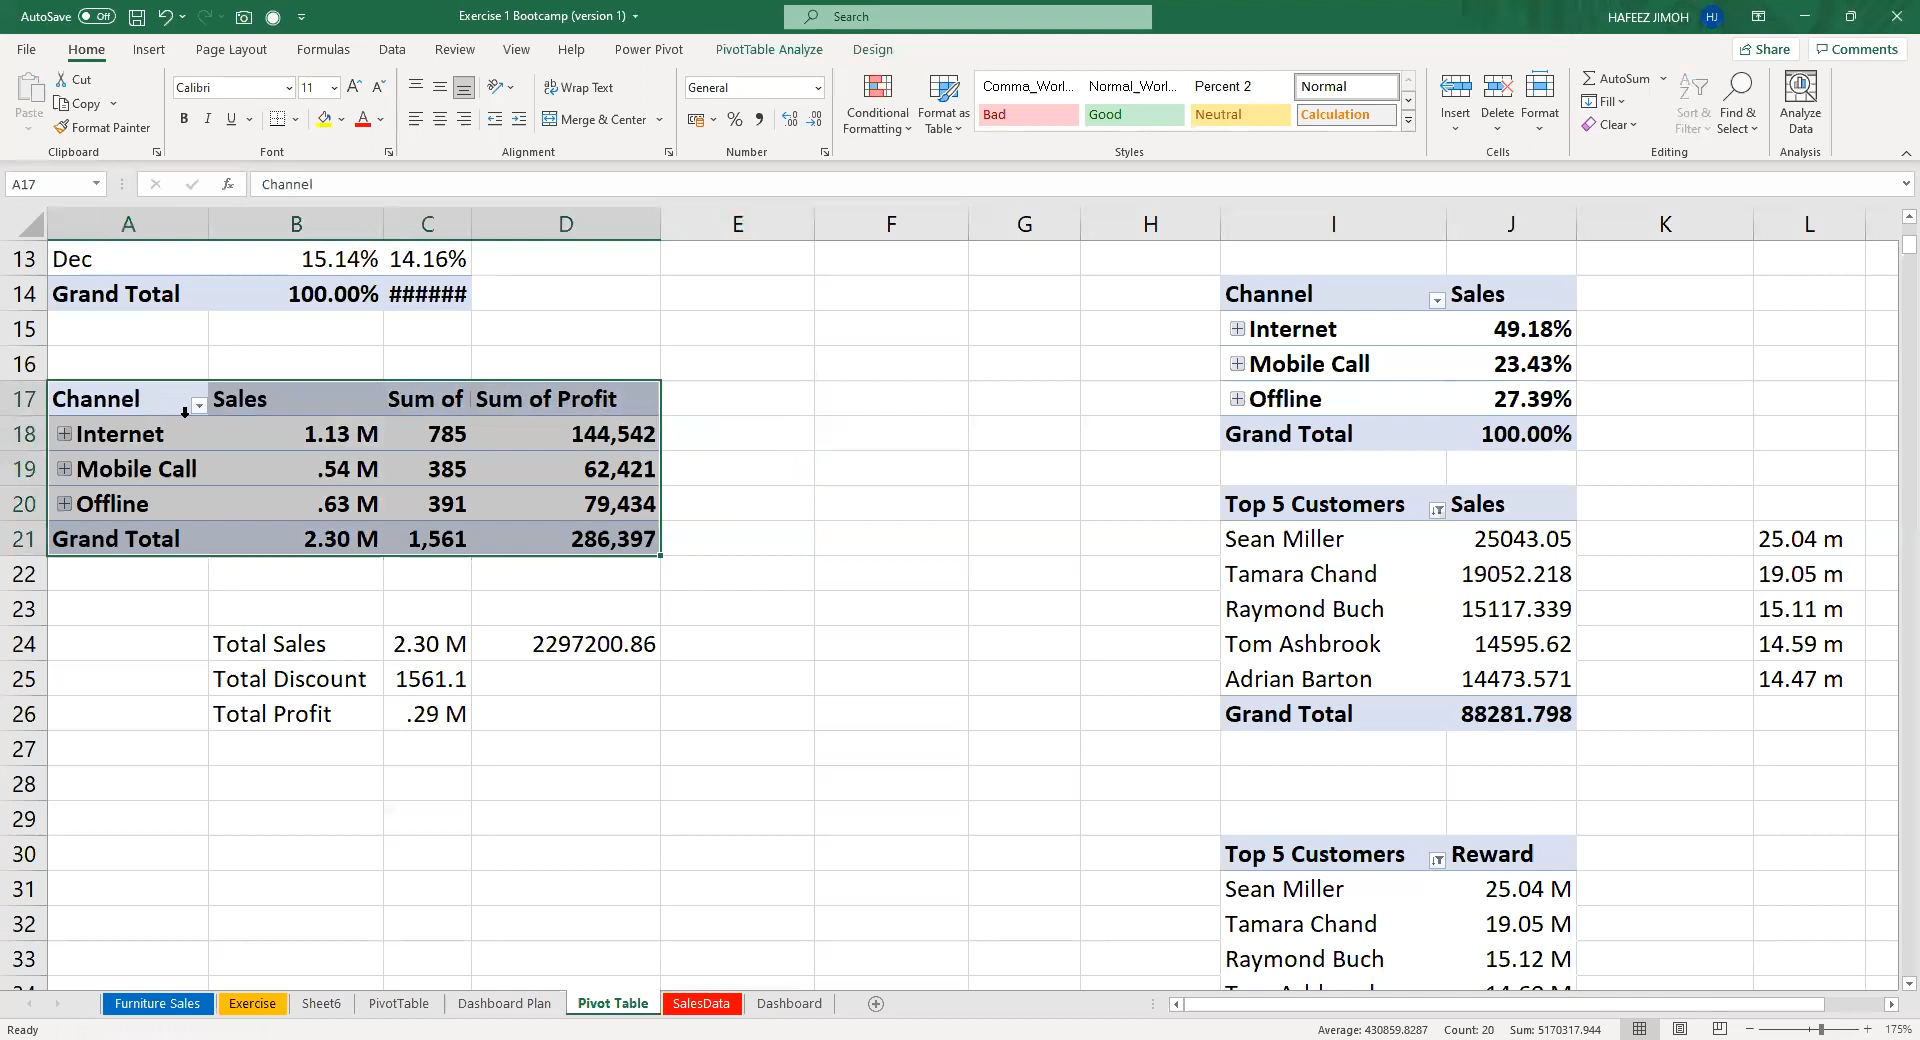 AutoSave Off Exercise 1 Bootcamp (version 1) Search HAFEEZ JIMOH HJ
File Home Insert Page Layout Formulas Data Review View Help Power Pivot PivotTable Analyze Design Share Comments
Paste Cut Copy Format Painter Clipboard
Calibri 11 A A B I U A Font
Wrap Text Merge & Center Alignment
General % Number
Conditional Formatting Format as Table
Comma_Worl... Normal_Worl... Percent 2 Normal
Bad Good Neutral Calculation
Styles
Insert Delete Format Cells
AutoSum Fill Clear Sort & Filter Find & Select Editing
Analyze Data Analysis
A17 fx Channel
A B C D E F G H I J K L
13 Dec 15.14% 14.16%
14 Grand Total 100.00% ###### Channel Sales
15 Internet 49.18%
16 Mobile Call 23.43%
17 Channel Sales Sum of Sum of Profit Offline 27.39%
18 Internet 1.13 M 785 144,542 Grand Total 100.00%
19 Mobile Call .54 M 385 62,421
20 Offline .63 M 391 79,434 Top 5 Customers Sales
21 Grand Total 2.30 M 1,561 286,397 Sean Miller 25043.05 25.04 m
22 Tamara Chand 19052.218 19.05 m
23 Raymond Buch 15117.339 15.11 m
24 Total Sales 2.30 M 2297200.86 Tom Ashbrook 14595.62 14.59 m
25 Total Discount 1561.1 Adrian Barton 14473.571 14.47 m
26 Total Profit .29 M Grand Total 88281.798
27
28
29
30 Top 5 Customers Reward
31 Sean Miller 25.04 M
32 Tamara Chand 19.05 M
33 Raymond Buch 15.12 M
Furniture Sales Exercise Sheet6 PivotTable Dashboard Plan Pivot Table SalesData Dashboard
Ready Average: 430859.8287 Count: 20 Sum: 5170317.944 175%